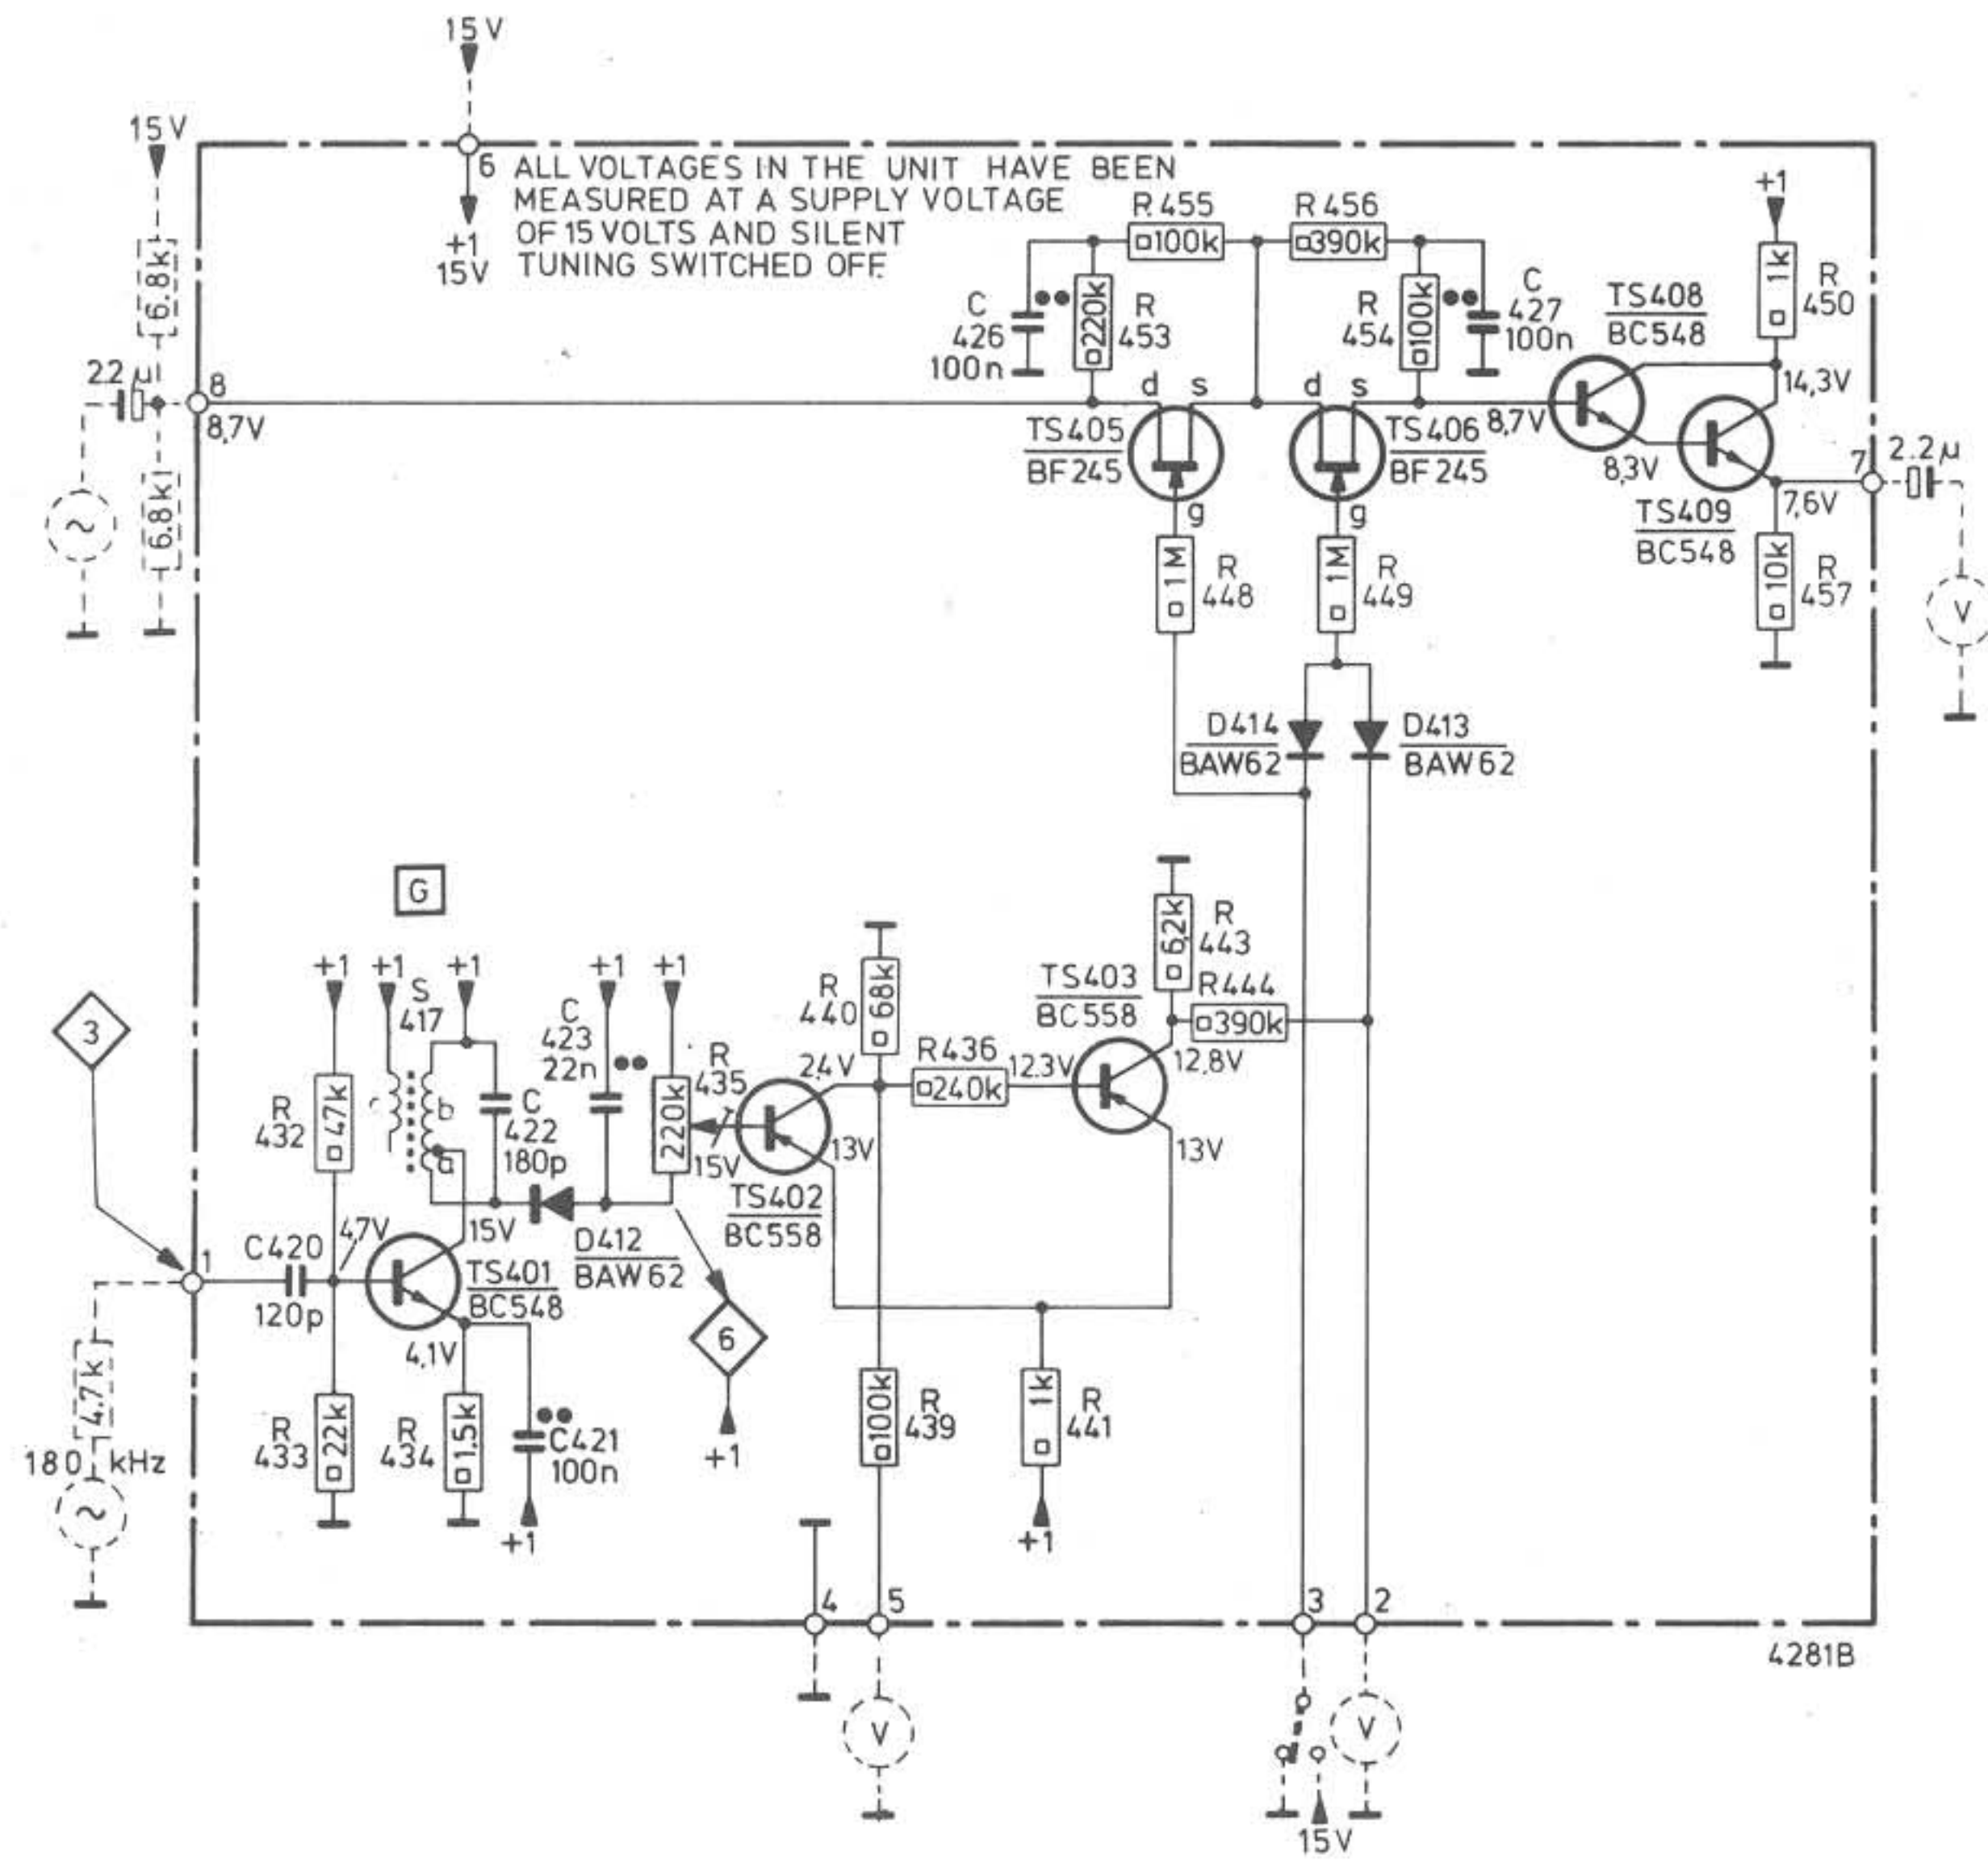 15V
15V
6 ALL VOLTAGES IN THE UNIT HAVE BEEN
MEASURED AT A SUPPLY VOLTAGE
OF 15 VOLTS AND SILENT
TUNING SWITCHED OFF.
+1
15V
6.8k
22µ
8
8,7V
6.8k
R455
100k
R456
390k
+1
1k
R
450
C
426
100n
220k
R
453
R
454
100k
C
427
100n
TS408
BC548
14,3V
d
s
d
s
TS405
BF245
TS406
BF245
8,7V
8,3V
7
2.2µ
g
g
7,6V
TS409
BC548
1M
R
448
1M
R
449
10k
R
457
V
D414
BAW62
D413
BAW62
G
+1
+1
+1
+1
+1
S
417
C
423
22n
R
440
68k
TS403
BC558
62k
R
443
R444
390k
3
R
432
47k
c
b
a
C
422
180p
220k
R
435
2,4V
R436
240k
12.3V
12,8V
15V
13V
13V
TS402
BC558
1
C420
120p
4,7V
15V
D412
BAW62
TS401
BC548
4,1V
6
+1
4.7k
180 kHz
R
433
22k
R
434
1,5k
C421
100n
+1
100k
R
439
1k
R
441
+1
4
5
3
2
4281B
V
V
15V